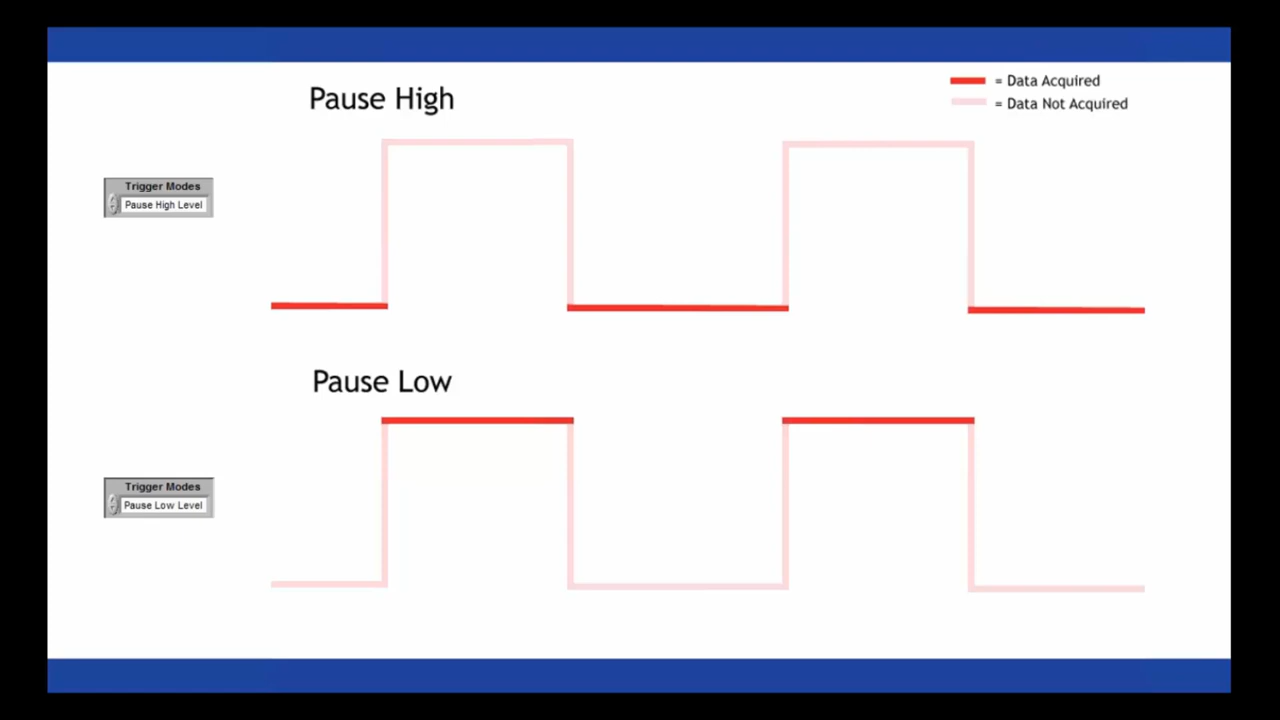 Pause High
= Data Acquired
= Data Not Acquired
Trigger Modes
Pause High Level
Pause Low
Trigger Modes
Pause Low Level